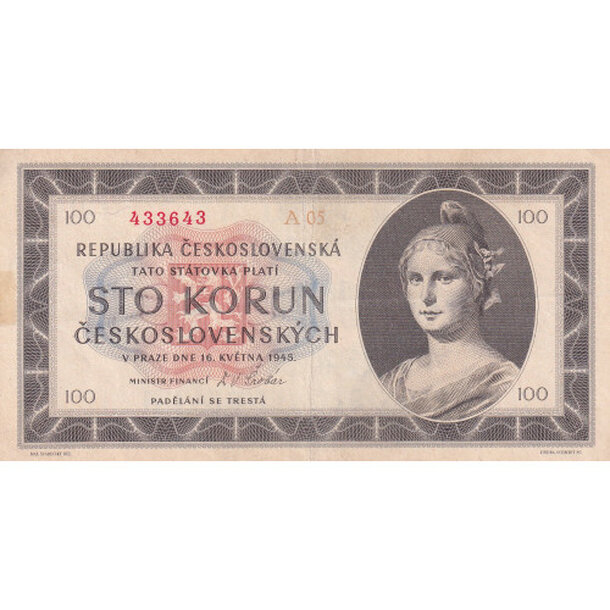 100 433643 A 05 100
REPUBLIKA ČESKOSLOVENSKÁ
TATO STÁTOVKA PLATÍ
STO KORUN
ČESKOSLOVENSKÝCH
V PRAZE DNE 16. KVĚTNA 1945.
MINISTR FINANCÍ
100 100
PADĚLÁNÍ SE TRESTÁ